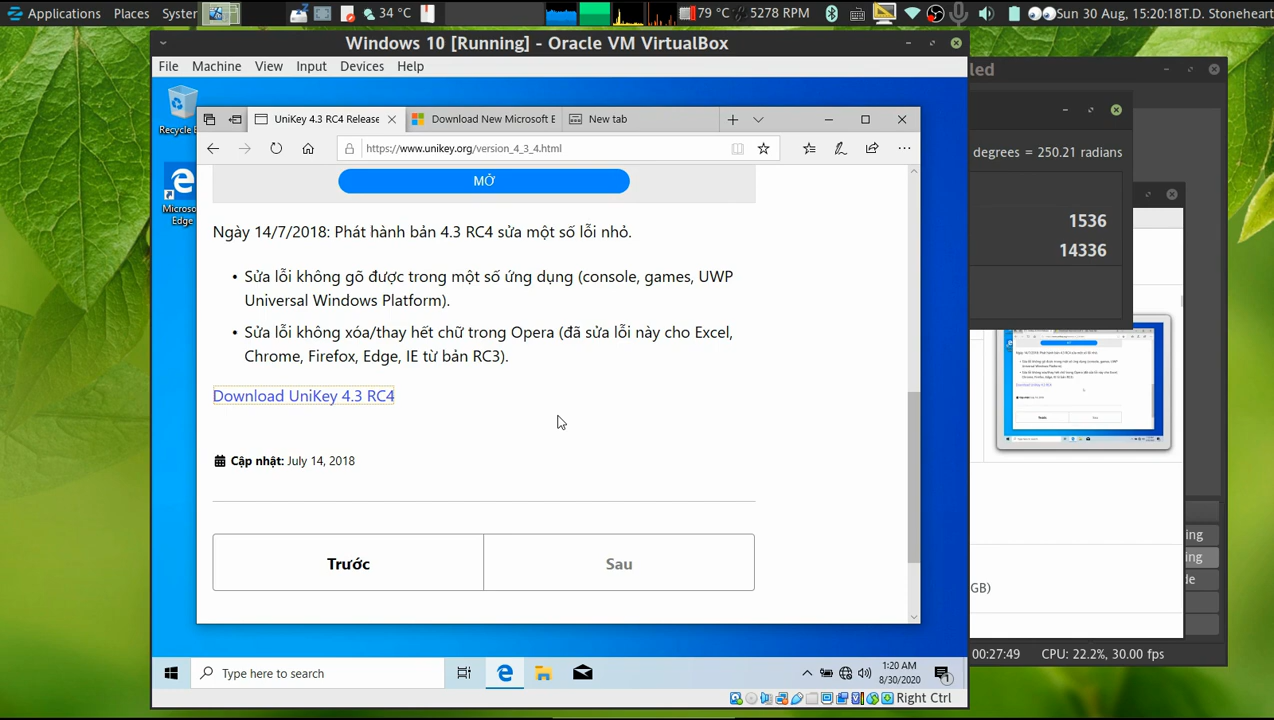 Applications Places System
34 °C
79 °C
5278 RPM
Sun 30 Aug, 15:20:18
T.D. Stoneheart
Windows 10 [Running] - Oracle VM VirtualBox
File Machine View Input Devices Help
Recycle
Microso
Edge
UniKey 4.3 RC4 Release
Download New Microsoft E
New tab
https://www.unikey.org/version_4_3_4.html
MỞ
Ngày 14/7/2018: Phát hành bản 4.3 RC4 sửa một số lỗi nhỏ.
• Sửa lỗi không gõ được trong một số ứng dụng (console, games, UWP
Universal Windows Platform).
• Sửa lỗi không xóa/thay hết chữ trong Opera (đã sửa lỗi này cho Excel,
Chrome, Firefox, Edge, IE từ bản RC3).
Download UniKey 4.3 RC4
Cập nhật: July 14, 2018
Trước
Sau
Type here to search
1:20 AM
8/30/2020
1
Right Ctrl
led
degrees = 250.21 radians
1536
14336
ing
ing
de
GB)
00:27:49
CPU: 22.2%, 30.00 fps